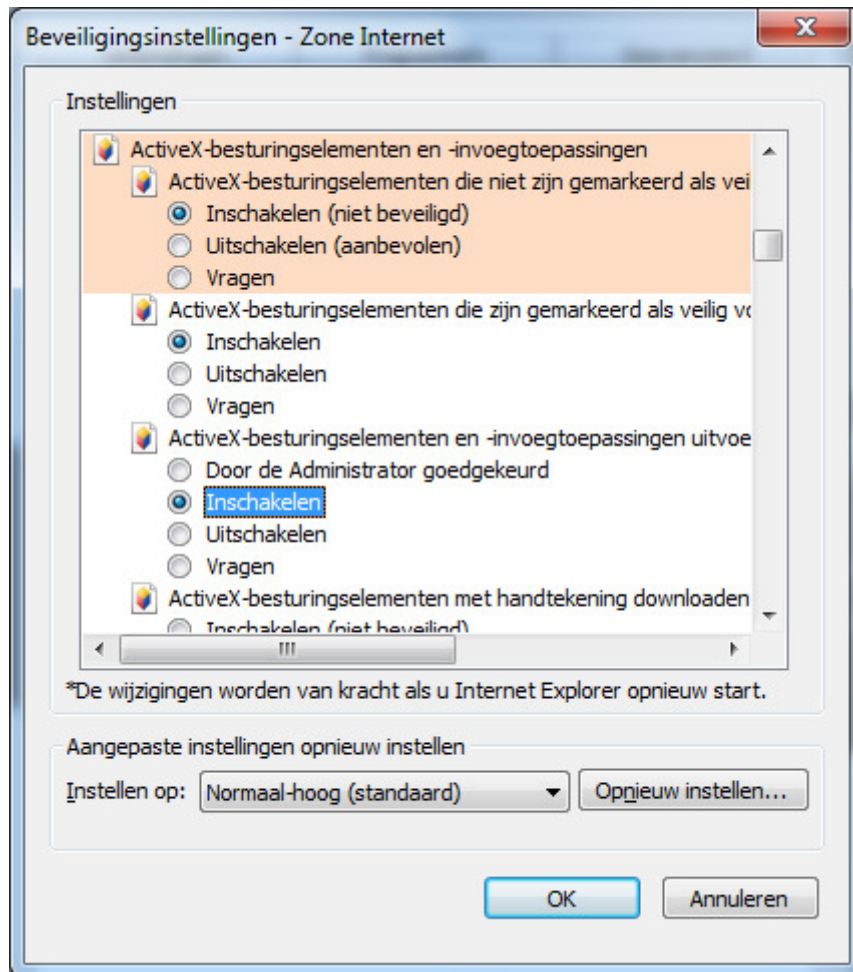 Beveiligingsinstellingen - Zone Internet
Instellingen
ActiveX-besturingselementen en -invoegtoepassingen
ActiveX-besturingselementen die niet zijn gemarkeerd als vei
Inschakelen (niet beveiligd)
Uitschakelen (aanbevolen)
Vragen
ActiveX-besturingselementen die zijn gemarkeerd als veilig vo
Inschakelen
Uitschakelen
Vragen
ActiveX-besturingselementen en -invoegtoepassingen uitvoe
Door de Administrator goedgekeurd
Inschakelen
Uitschakelen
Vragen
ActiveX-besturingselementen met handtekening downloaden
Inschakelen (niet beveiligd)
*De wijzigingen worden van kracht als u Internet Explorer opnieuw start.
Aangepaste instellingen opnieuw instellen
Instellen op: Normaal-hoog (standaard) Opnieuw instellen...
OK Annuleren